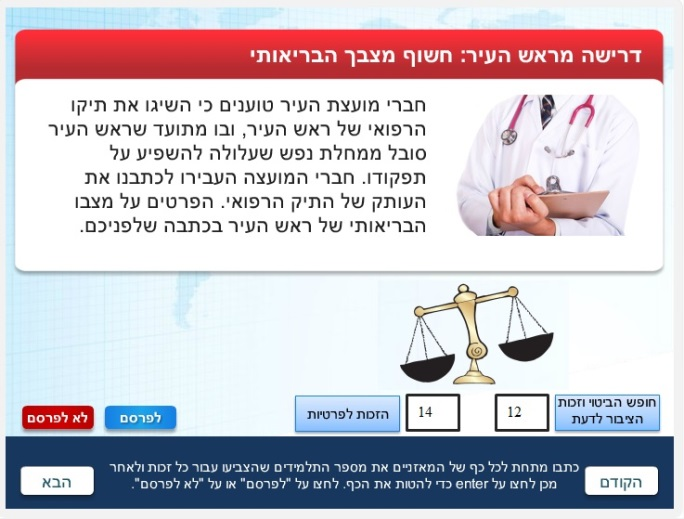 דרישה מראש העיר: חשוף מצבך הבריאותי
חברי מועצת העיר טוענים כי השיגו את תיקו
הרפואי של ראש העיר, ובו מתועד שראש העיר
סובל ממחלת נפש שעלולה להשפיע על
תפקודו. חברי המועצה העבירו לכתבנו את
העותק של התיק הרפואי. הפרטים על מצבו
הבריאותי של ראש העיר בכתבה שלפניכם.
חופש הביטוי וזכות
הציבור לדעת
12
14
הזכות לפרטיות
לפרסם
לא לפרסם
הקודם
כתבו מתחת לכל כף של המאזניים את מספר התלמידים שהצביעו עבור כל זכות ולאחר
מכן לחצו על enter כדי להטות את הכף. לחצו על "לפרסם" או על "לא לפרסם".
הבא